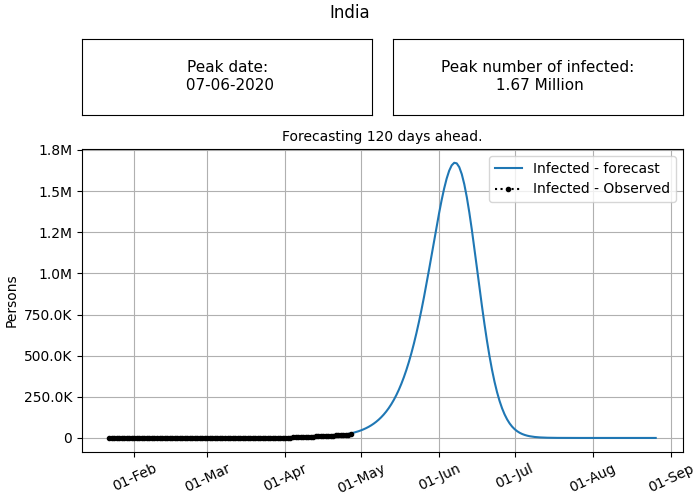 India
Peak date:
07-06-2020
Peak number of infected:
1.67 Million
Forecasting 120 days ahead.
1.8M
1.5M
1.2M
1.0M
750.0K
500.0K
250.0K
0
Persons
Infected - forecast
Infected - Observed
01-Feb
01-Mar
01-Apr
01-May
01-Jun
01-Jul
01-Aug
01-Sep